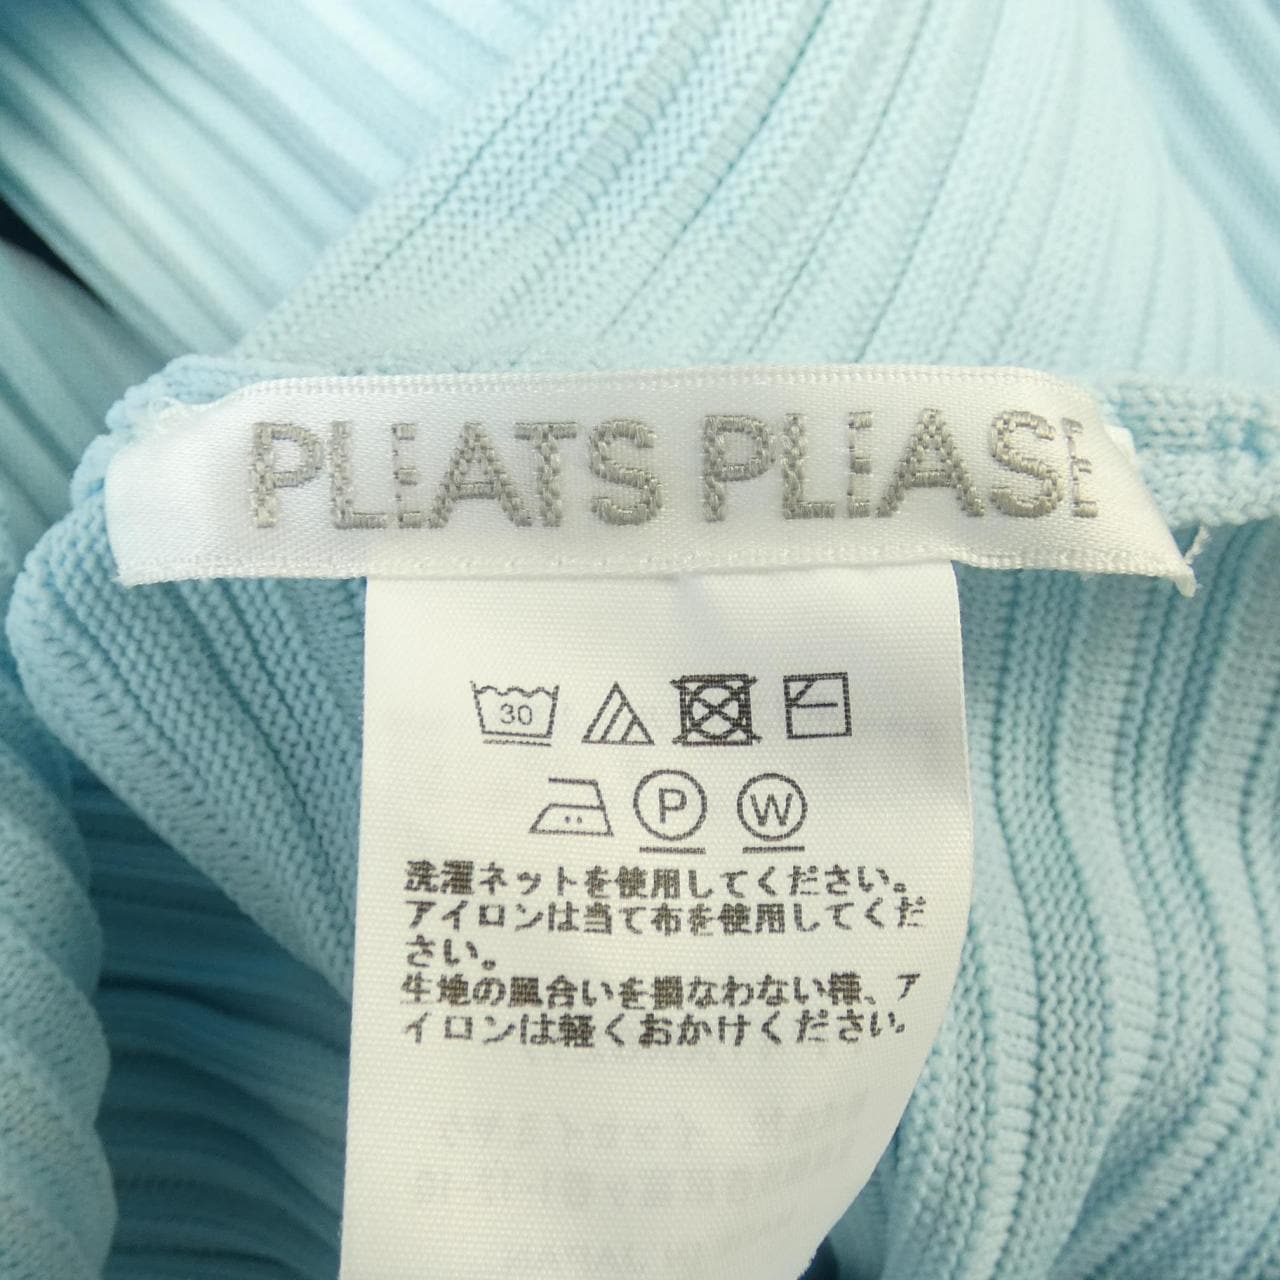 PLEATS PLEASE
30
P W
洗濯ネットを使用してください。
アイロンは当て布を使用してくだ
さい。
生地の風合いを損なわない様、ア
イロンは軽くおかけください。